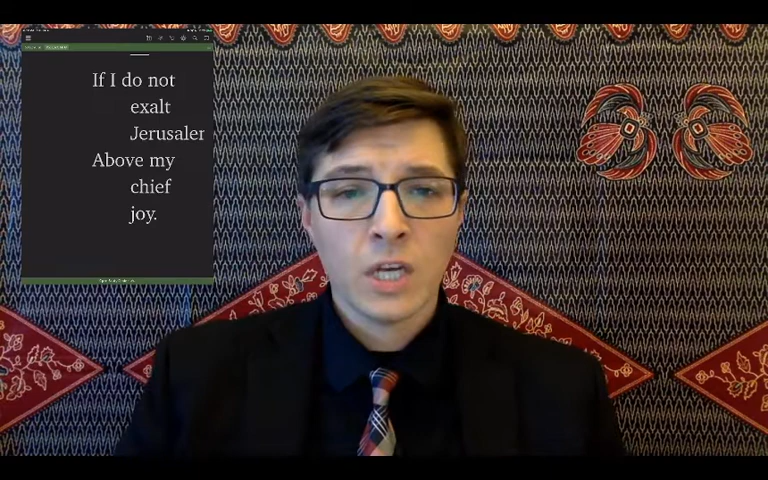 If I do not
exalt
Jerusaler
Above my
chief
joy.